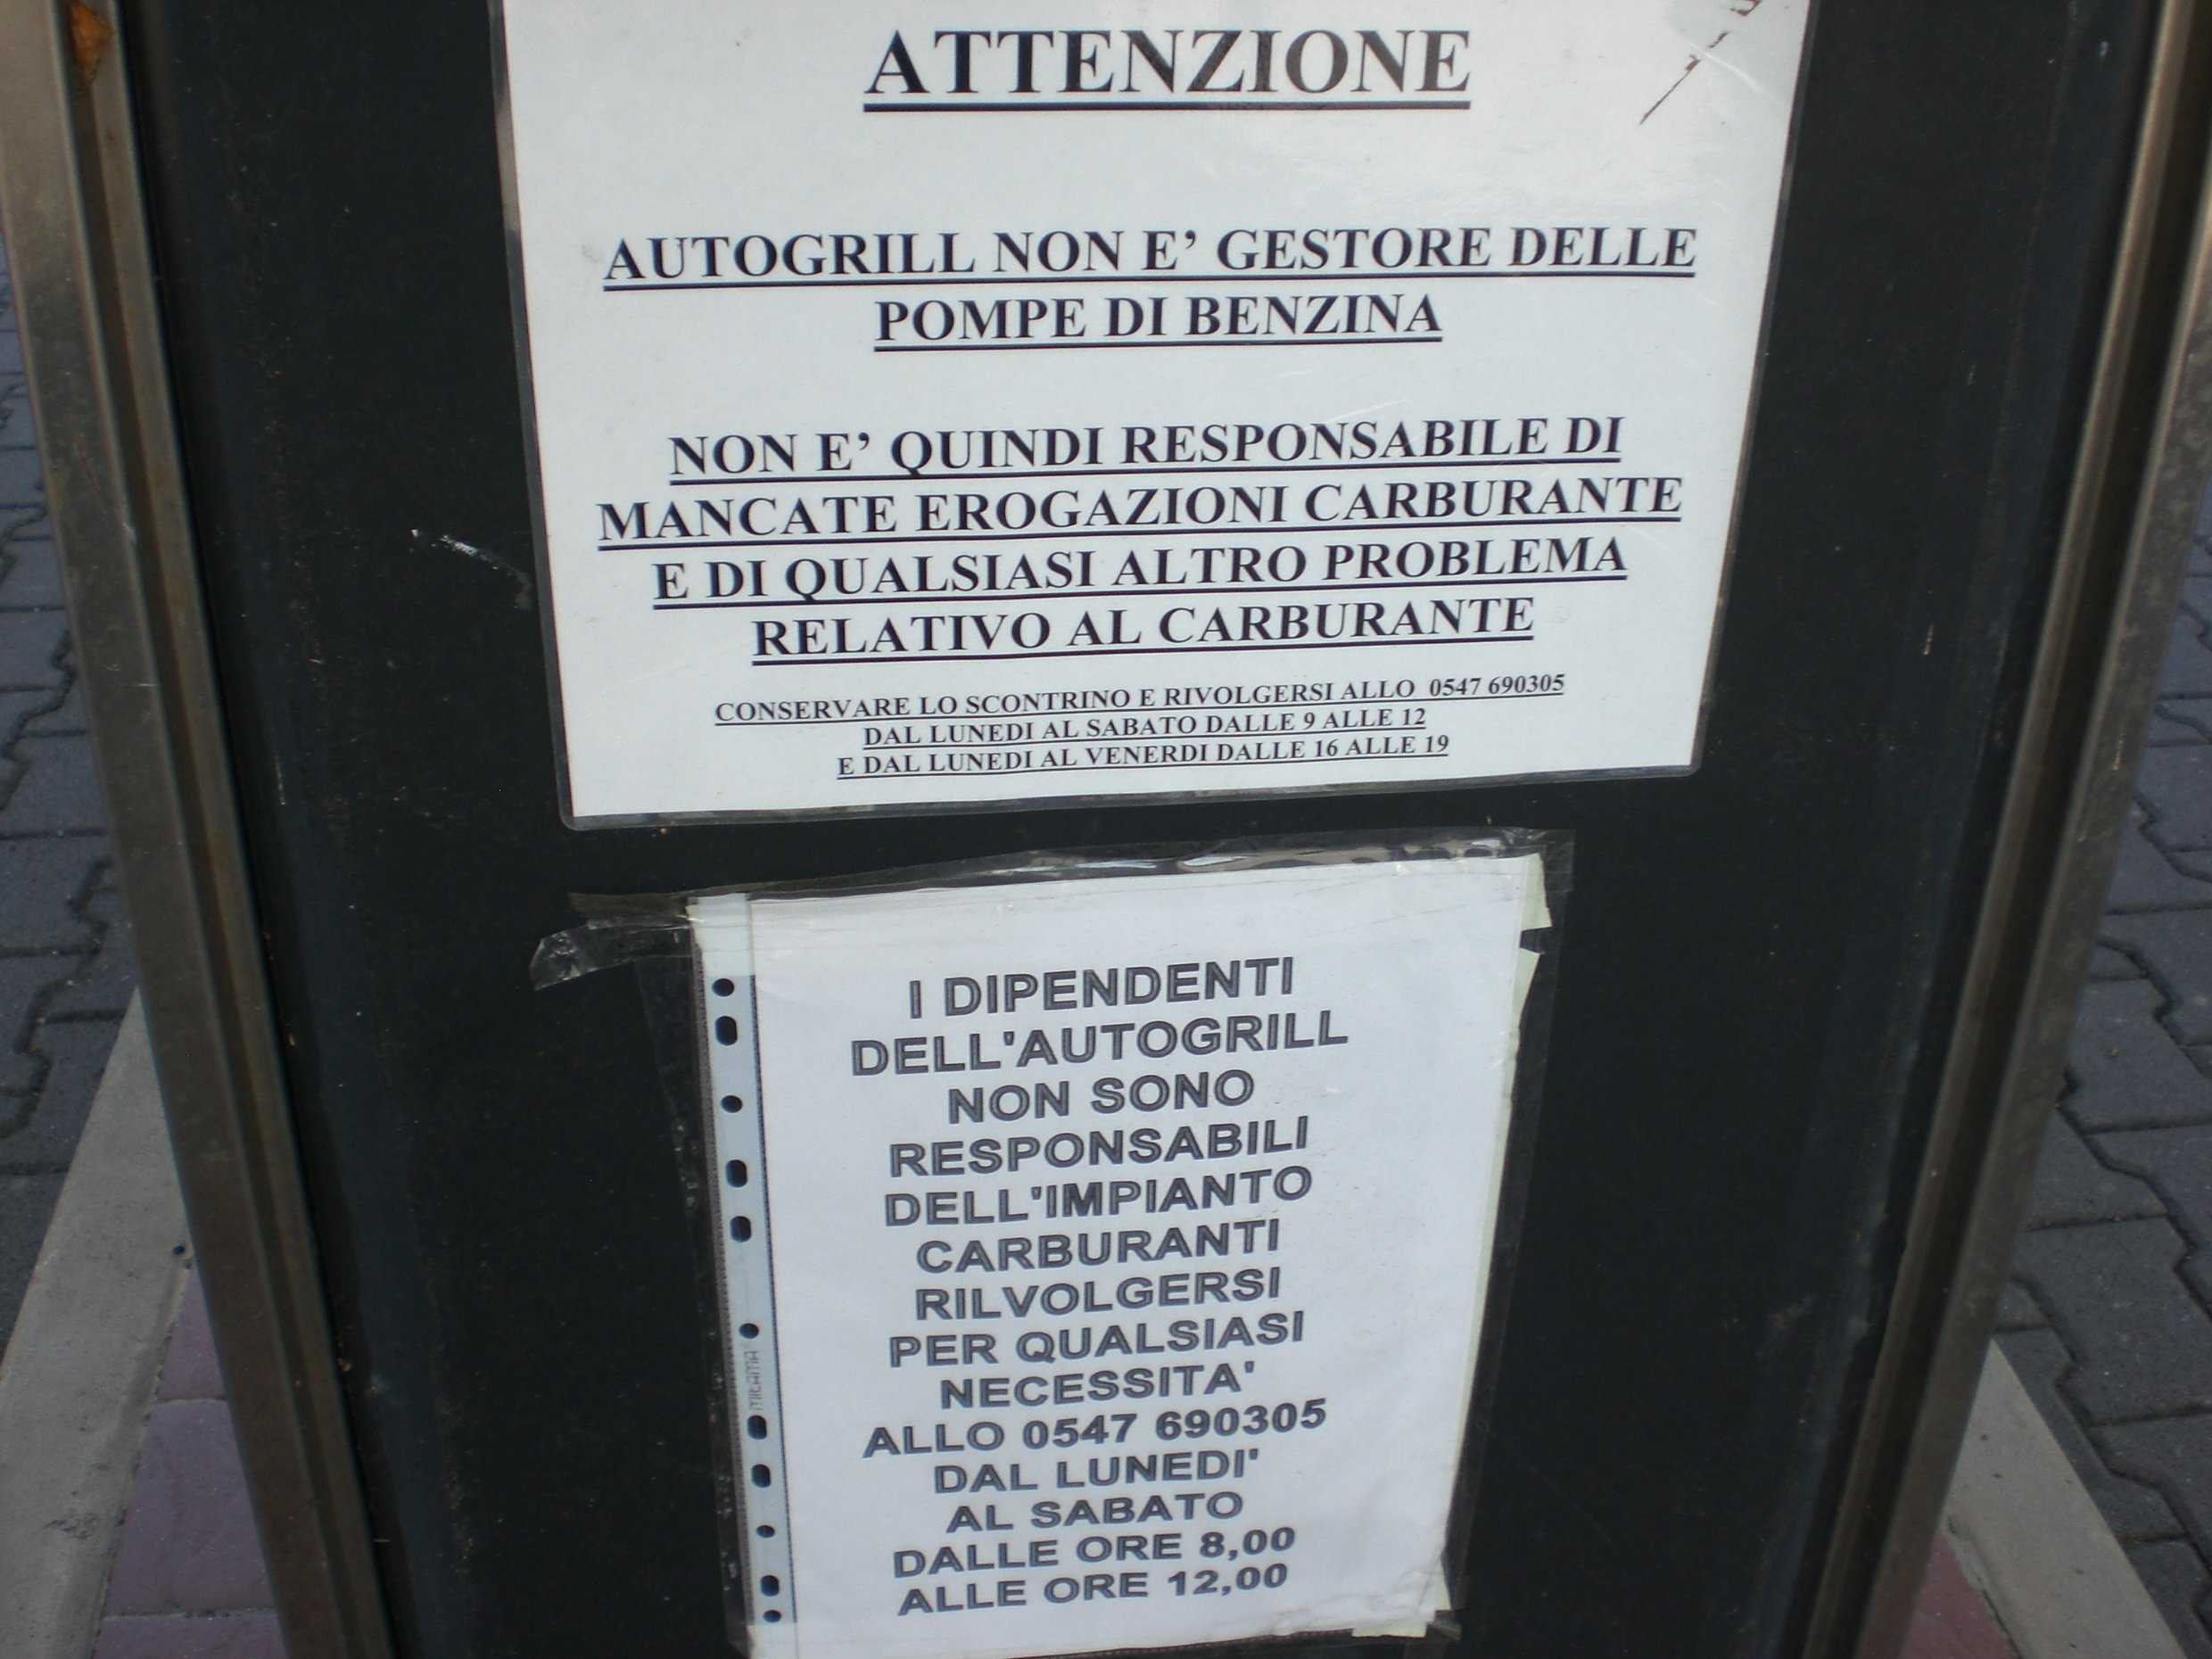 ATTENZIONE
AUTOGRILL NON E' GESTORE DELLE
POMPE DI BENZINA
NON E' QUINDI RESPONSABILE DI
MANCATE EROGAZIONI CARBURANTE
E DI QUALSIASI ALTRO PROBLEMA
RELATIVO AL CARBURANTE
CONSERVARE LO SCONTRINO E RIVOLGERSI ALLO 0547 690305
DAL LUNEDI AL SABATO DALLE 9 ALLE 12
E DAL LUNEDI AL VENERDI DALLE 16 ALLE 19
I DIPENDENTI
DELL'AUTOGRILL
NON SONO
RESPONSABILI
DELL'IMPIANTO
CARBURANTI
RILVOLGERSI
PER QUALSIASI
NECESSITA'
ALLO 0547 690305
DAL LUNEDI'
AL SABATO
DALLE ORE 8,00
ALLE ORE 12,00